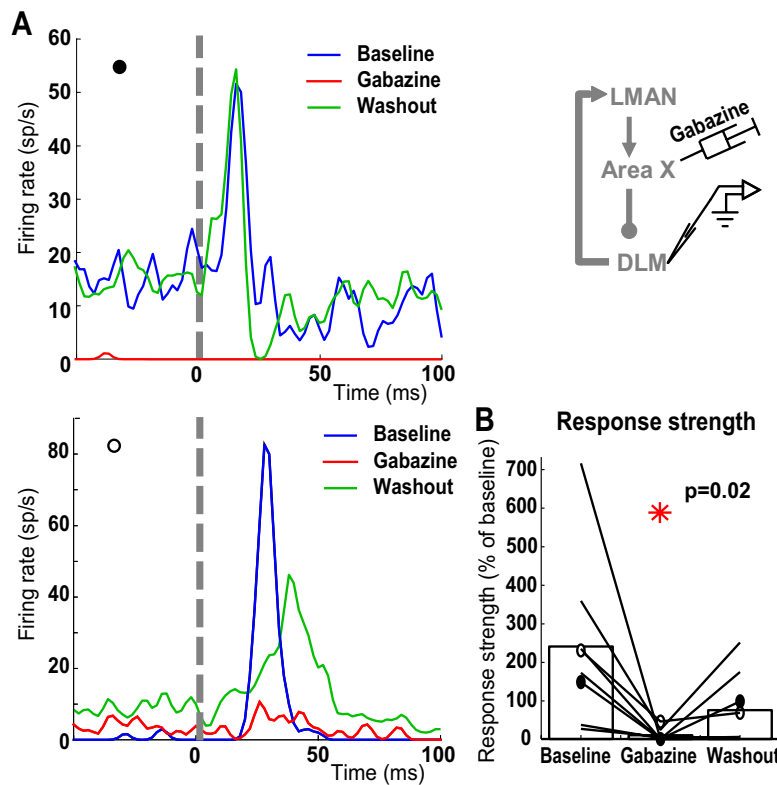 A
Firing rate (sp/s)
60
50
40
30
20
10
0
Baseline
Gabazine
Washout
0
50
100
Time (ms)
LMAN
Area X
DLM
Gabazine
Firing rate (sp/s)
80
60
40
20
0
Baseline
Gabazine
Washout
0
50
100
Time (ms)
B
Response strength
Response strength (% of baseline)
700
600
500
400
300
200
100
0
p=0.02
Baseline
Gabazine
Washout